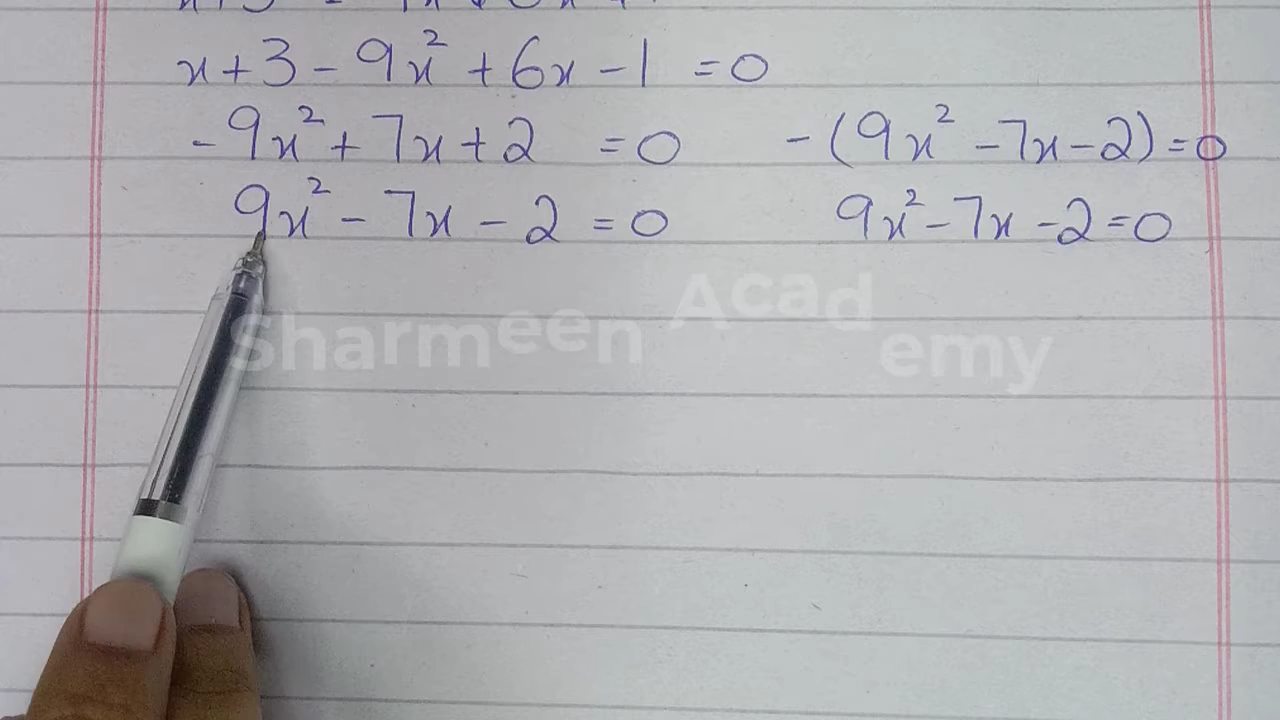 x + 3 - 9x² + 6x - 1 = 0
- 9x² + 7x + 2 = 0 - (9x² - 7x - 2) = 0
9x² - 7x - 2 = 0 9x² - 7x - 2 = 0
Sharmeen Academy